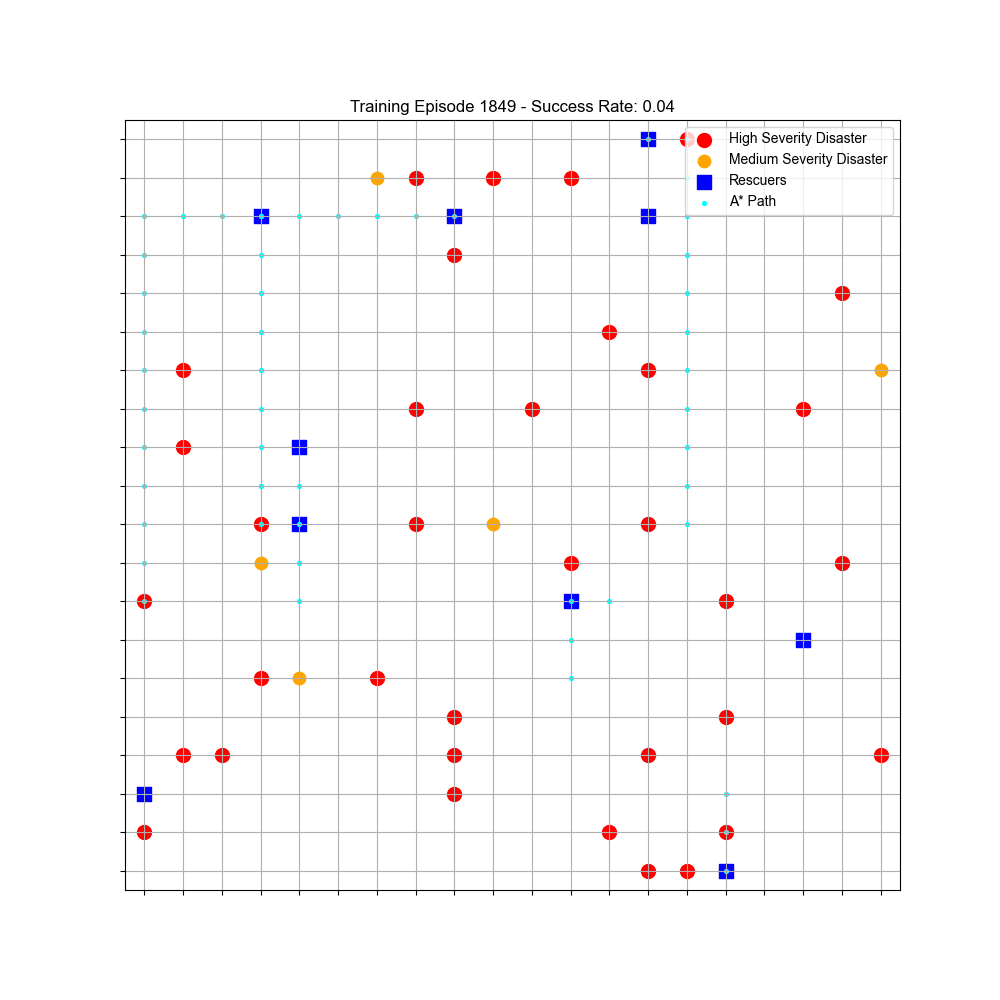 Training Episode 1849 - Success Rate: 0.04
High Severity Disaster
Medium Severity Disaster
Rescuers
A* Path